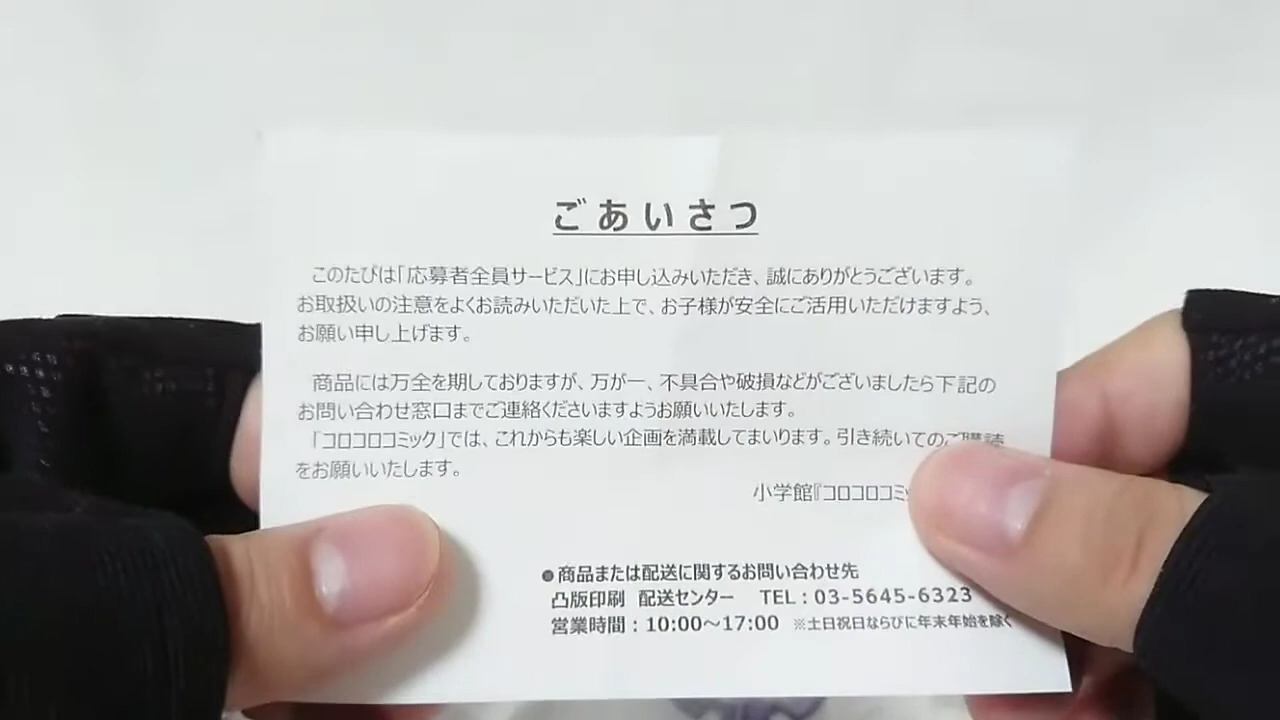 ごあいさつ
このたびは「応募者全員サービス」にお申し込みいただき、誠にありがとうございます。
お取扱いの注意をよくお読みいただいた上で、お子様が安全にご活用いただけますよう、
お願い申し上げます。
商品には万全を期しておりますが、万が一、不具合や破損などがございましたら下記の
お問い合わせ窓口までご連絡くださいますようお願いいたします。
「コロコロコミック」では、これからも楽しい企画を満載してまいります。引き続いてのご購読
をお願いいたします。
小学館『コロコロコミ
●商品または配送に関するお問い合わせ先
凸版印刷 配送センター TEL：03-5645-6323
営業時間：10:00～17:00 ※土日祝日ならびに年末年始を除く